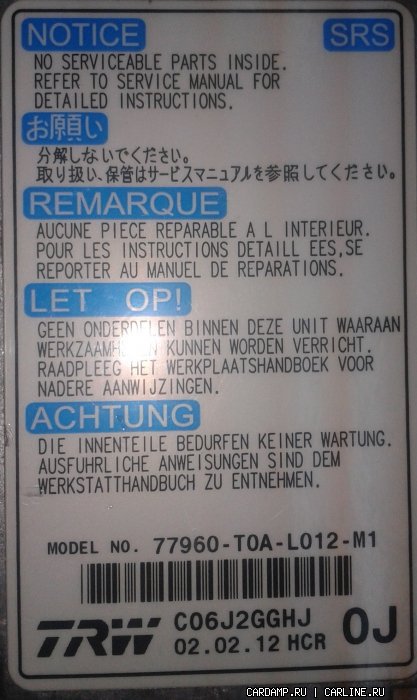 NOTICE SRS
NO SERVICEABLE PARTS INSIDE.
REFER TO SERVICE MANUAL FOR
DETAILED INSTRUCTIONS.
お願い
分解しないでください。
取り扱い、保管はサービスマニュアルを参照してください。
REMARQUE
AUCUNE PIECE REPARABLE A L INTERIEUR.
POUR LES INSTRUCTIONS DETAILL EES,SE
REPORTER AU MANUEL DE REPARATIONS.
LET OP!
GEEN ONDERDELEN BINNEN DEZE UNIT WAARAAN
KUNNEN WORDEN VERRICHT.
RAADPLEEG HET WERKPLAATSHANDBOEK VOOR
NADERE AANWIJZINGEN.
ACHTUNG
DIE INNENTEILE BEDURFEN KEINER WARTUNG.
AUSFUHRLICHE ANWEISUNGEN SIND DEM
WERKSTATTHANDBUCH ZU ENTNEHMEN.
MODEL NO. 77960-T0A-L012-M1
TRW C06J2GGHJ 0J
02.02.12 HCR
CARDAMP.RU | CARLINE.RU